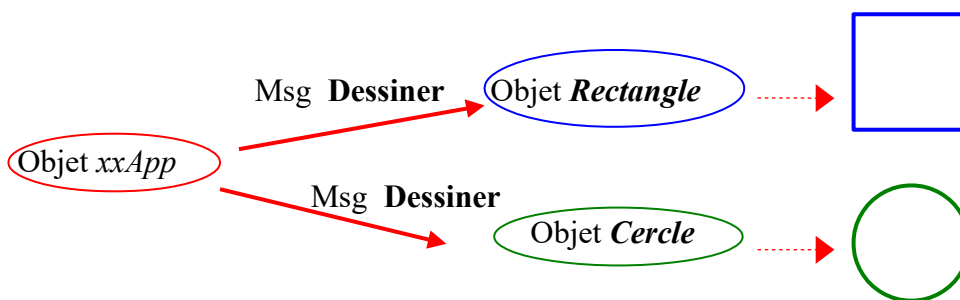 Msg Dessiner
Objet Rectangle
Objet xxApp
Msg Dessiner
Objet Cercle